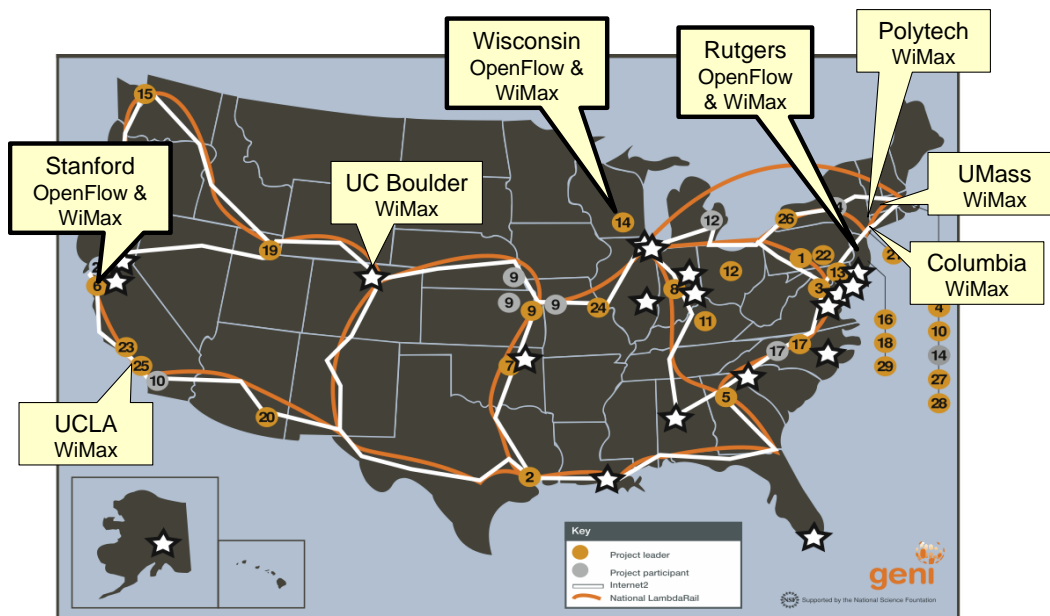 Wisconsin
OpenFlow &
WiMax
Rutgers
OpenFlow
& WiMax
Polytech
WiMax
Stanford
OpenFlow &
WiMax
UC Boulder
WiMax
UMass
WiMax
Columbia
WiMax
UCLA
WiMax
15
14
12
26
19
1
22
13
3
9
9
9
9
24
8
12
11
6
23
25
10
20
7
17
17
5
2
16
18
29
4
10
14
27
28
Key
Project leader
Project participant
Internet2
National LambdaRail
geni
NSF
Supported by the National Science Foundation